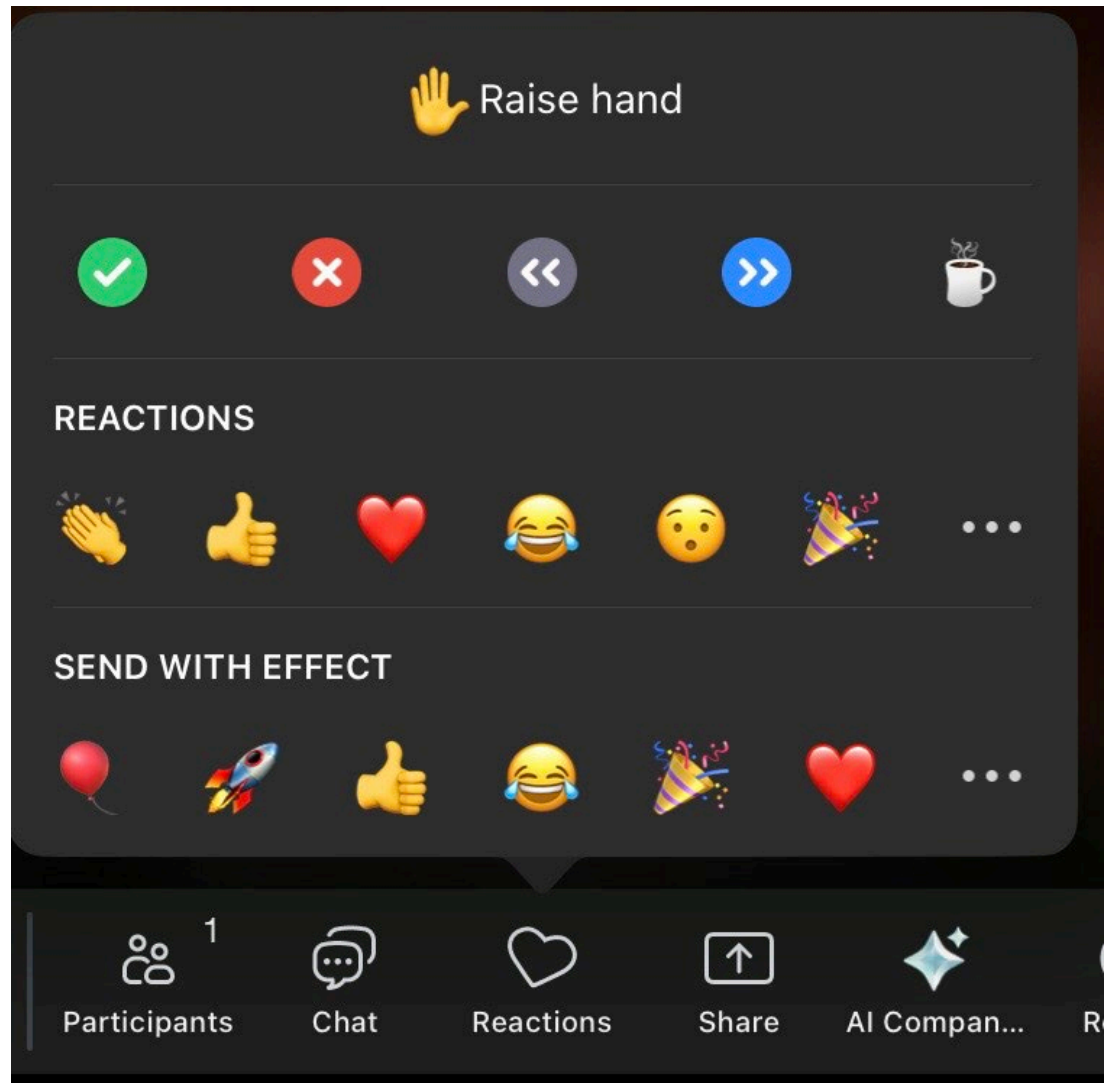 Raise hand
REACTIONS
SEND WITH EFFECT
1
Participants
Chat
Reactions
Share
AI Compan...